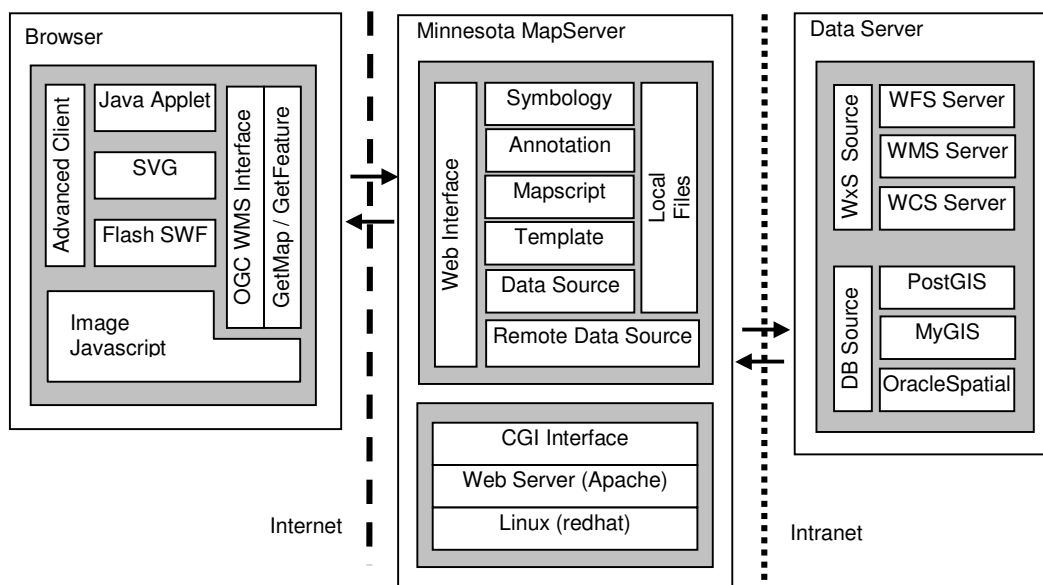 Browser
Advanced Client
Java Applet
SVG
Flash SWF
OGC WMS Interface
GetMap / GetFeature
Image
Javascript
Internet
Minnesota MapServer
Web Interface
Symbology
Annotation
Mapscript
Template
Data Source
Local
Files
Remote Data Source
CGI Interface
Web Server (Apache)
Linux (redhat)
Data Server
WxS Source
WFS Server
WMS Server
WCS Server
DB Source
PostGIS
MyGIS
OracleSpatial
Intranet